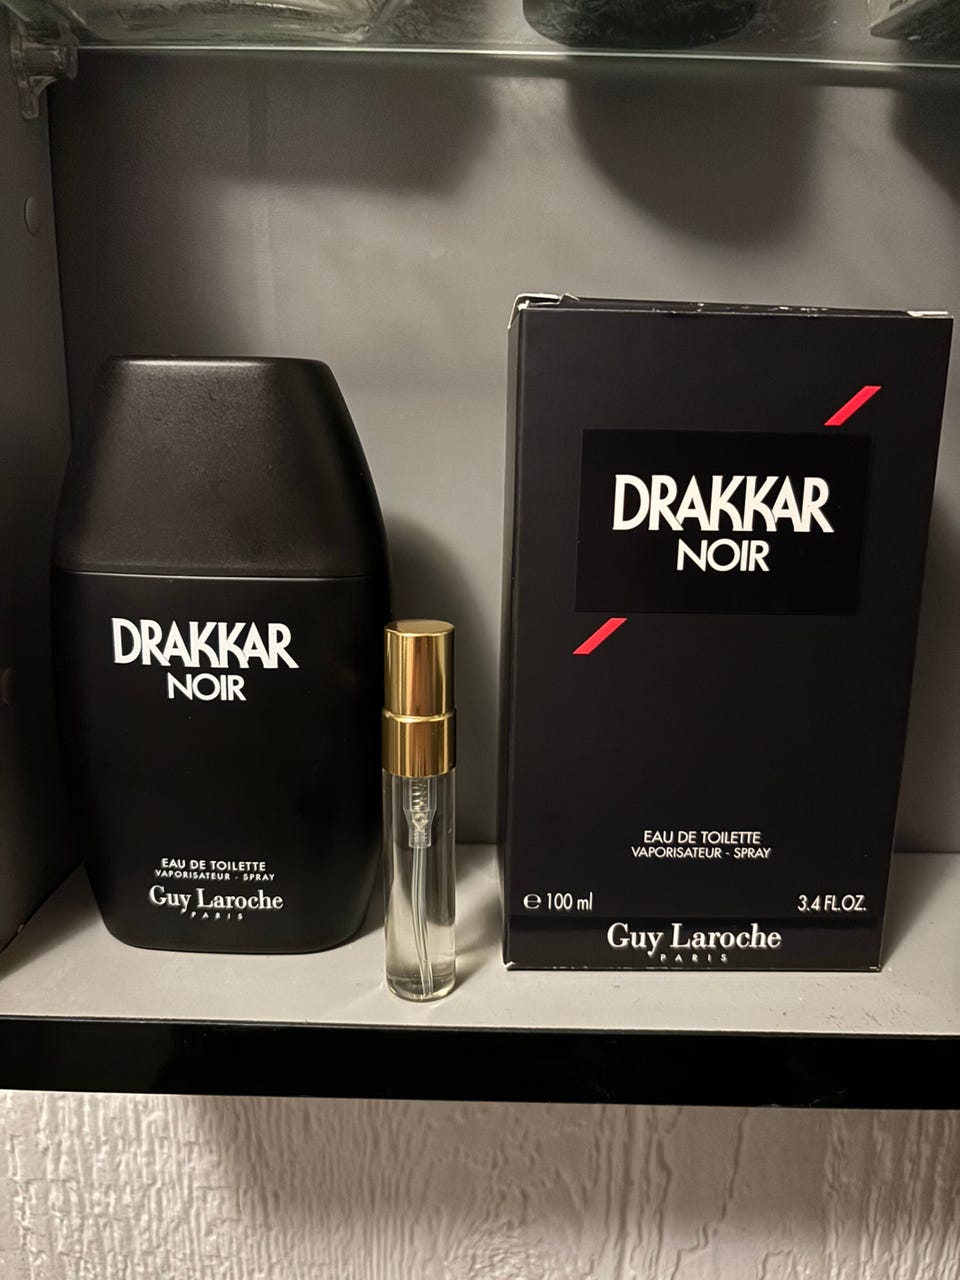 DRAKKAR
NOIR
EAU DE TOILETTE
VAPORISATEUR - SPRAY
Guy Laroche
PARIS
DRAKKAR
NOIR
EAU DE TOILETTE
VAPORISATEUR - SPRAY
e 100 ml 3.4 FL.OZ.
Guy Laroche
PARIS